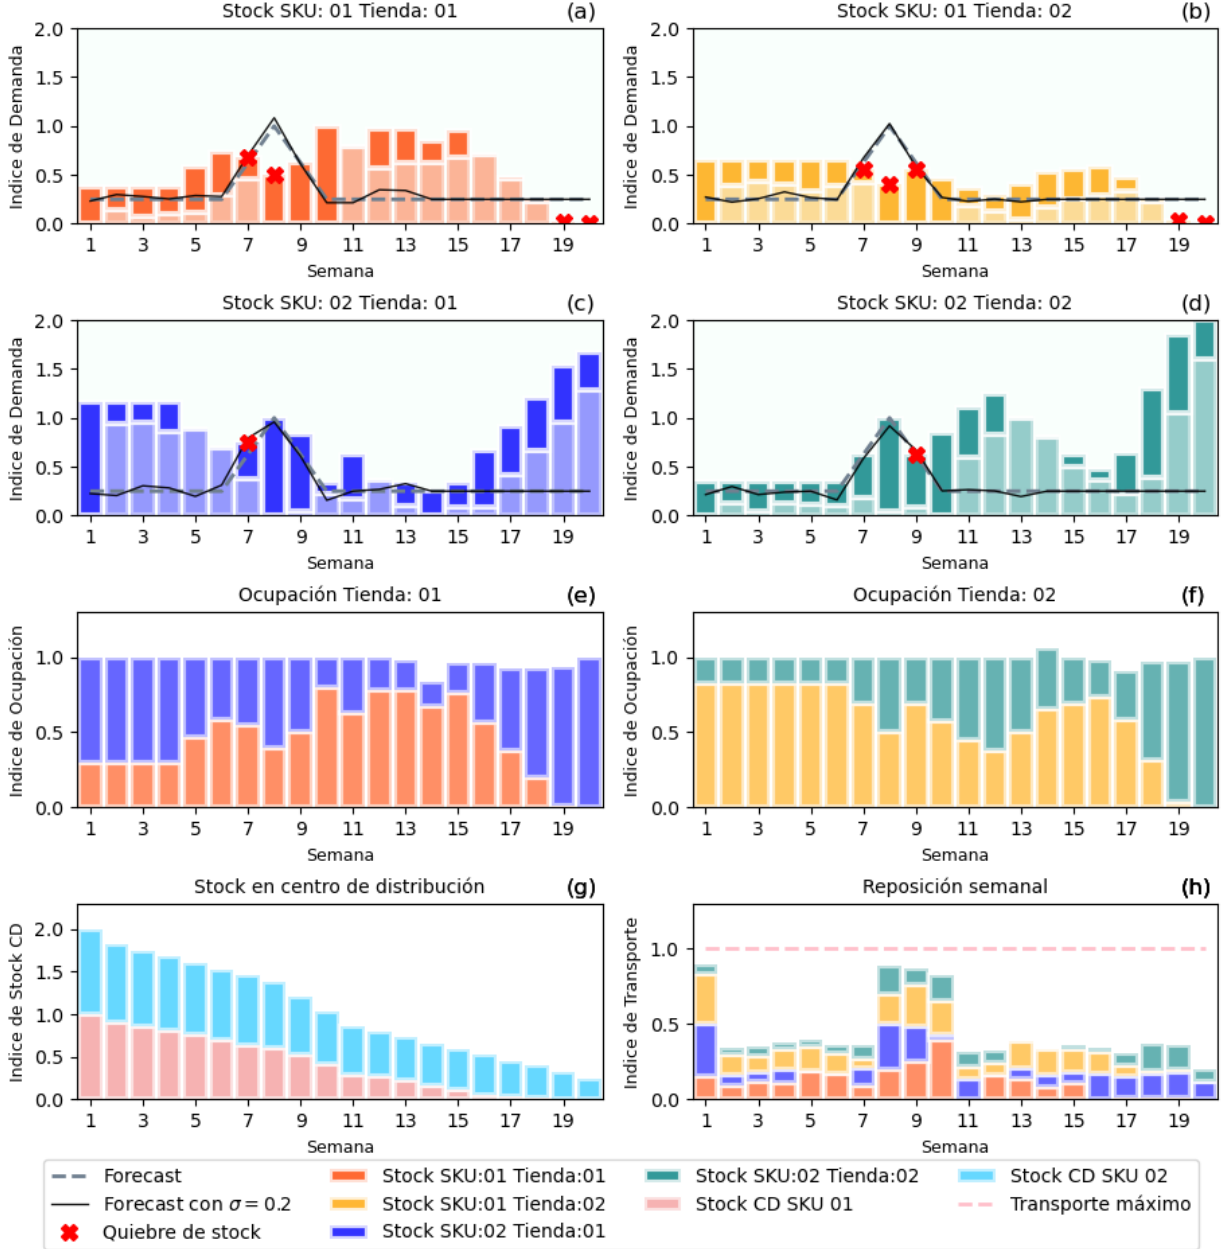 Stock SKU: 01 Tienda: 01
(a)
Indice de Demanda
2.0
1.5
1.0
0.5
0.0
1 3 5 7 9 11 13 15 17 19
Semana
Stock SKU: 01 Tienda: 02
(b)
Indice de Demanda
2.0
1.5
1.0
0.5
0.0
1 3 5 7 9 11 13 15 17 19
Semana
Stock SKU: 02 Tienda: 01
(c)
Indice de Demanda
2.0
1.5
1.0
0.5
0.0
1 3 5 7 9 11 13 15 17 19
Semana
Stock SKU: 02 Tienda: 02
(d)
Indice de Demanda
2.0
1.5
1.0
0.5
0.0
1 3 5 7 9 11 13 15 17 19
Semana
Ocupación Tienda: 01
(e)
Indice de Ocupación
1.0
0.5
0.0
1 3 5 7 9 11 13 15 17 19
Semana
Ocupación Tienda: 02
(f)
Indice de Ocupación
1.0
0.5
0.0
1 3 5 7 9 11 13 15 17 19
Semana
Stock en centro de distribución
(g)
Indice de Stock CD
2.0
1.5
1.0
0.5
0.0
1 3 5 7 9 11 13 15 17 19
Semana
Reposición semanal
(h)
Indice de Transporte
1.0
0.5
0.0
1 3 5 7 9 11 13 15 17 19
Semana
Forecast
Forecast con σ = 0.2
Quiebre de stock
Stock SKU:01 Tienda:01
Stock SKU:01 Tienda:02
Stock SKU:02 Tienda:01
Stock SKU:02 Tienda:02
Stock CD SKU 01
Stock CD SKU 02
Transporte máximo